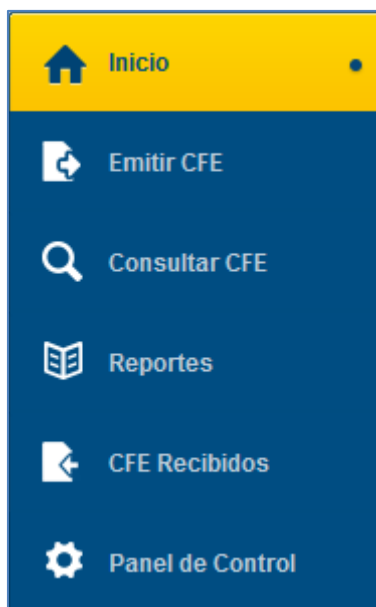 Inicio
Emitir CFE
Consultar CFE
Reportes
CFE Recibidos
Panel de Control